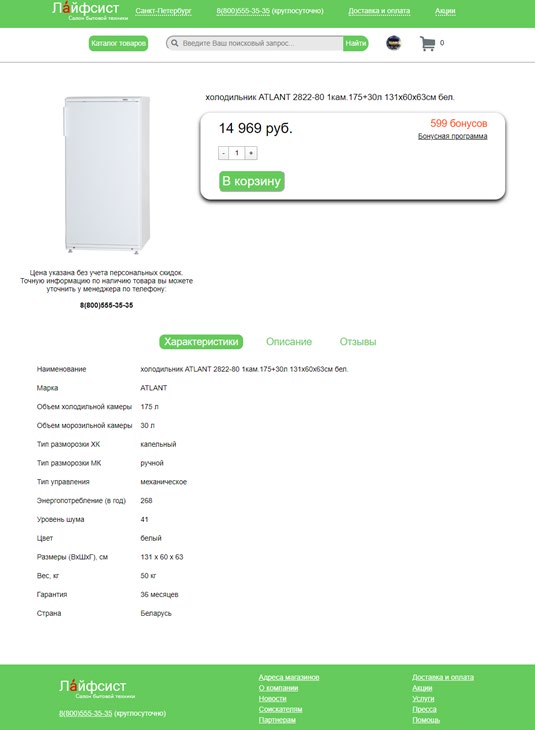 Ла́йфсист
Салон бытовой техники
Санкт-Петербург
8(800)555-35-35 (круглосуточно)
Доставка и оплата
Акции
Каталог товаров
Введите Ваш поисковый запрос...
Найти
0
холодильник ATLANT 2822-80 1кам.175+30л 131х60х63см бел.
14 969 руб.
599 бонусов
Бонусная программа
- 1 +
В корзину
Цена указана без учета персональных скидок.
Точную информацию по наличию товара вы можете
уточнить у менеджера по телефону:
8(800)555-35-35
Характеристики Описание Отзывы
Наименование холодильник ATLANT 2822-80 1кам.175+30л 131х60х63см бел.
Марка ATLANT
Объем холодильной камеры 175 л
Объем морозильной камеры 30 л
Тип разморозки ХК капельный
Тип разморозки МК ручной
Тип управления механическое
Энергопотребление (в год) 268
Уровень шума 41
Цвет белый
Размеры (ВхШхГ), см 131 х 60 х 63
Вес, кг 50 кг
Гарантия 36 месяцев
Страна Беларусь
Ла́йфсист
Салон бытовой техники
8(800)555-35-35 (круглосуточно)
Адреса магазинов
О компании
Новости
Соискателям
Партнерам
Доставка и оплата
Акции
Услуги
Пресса
Помощь